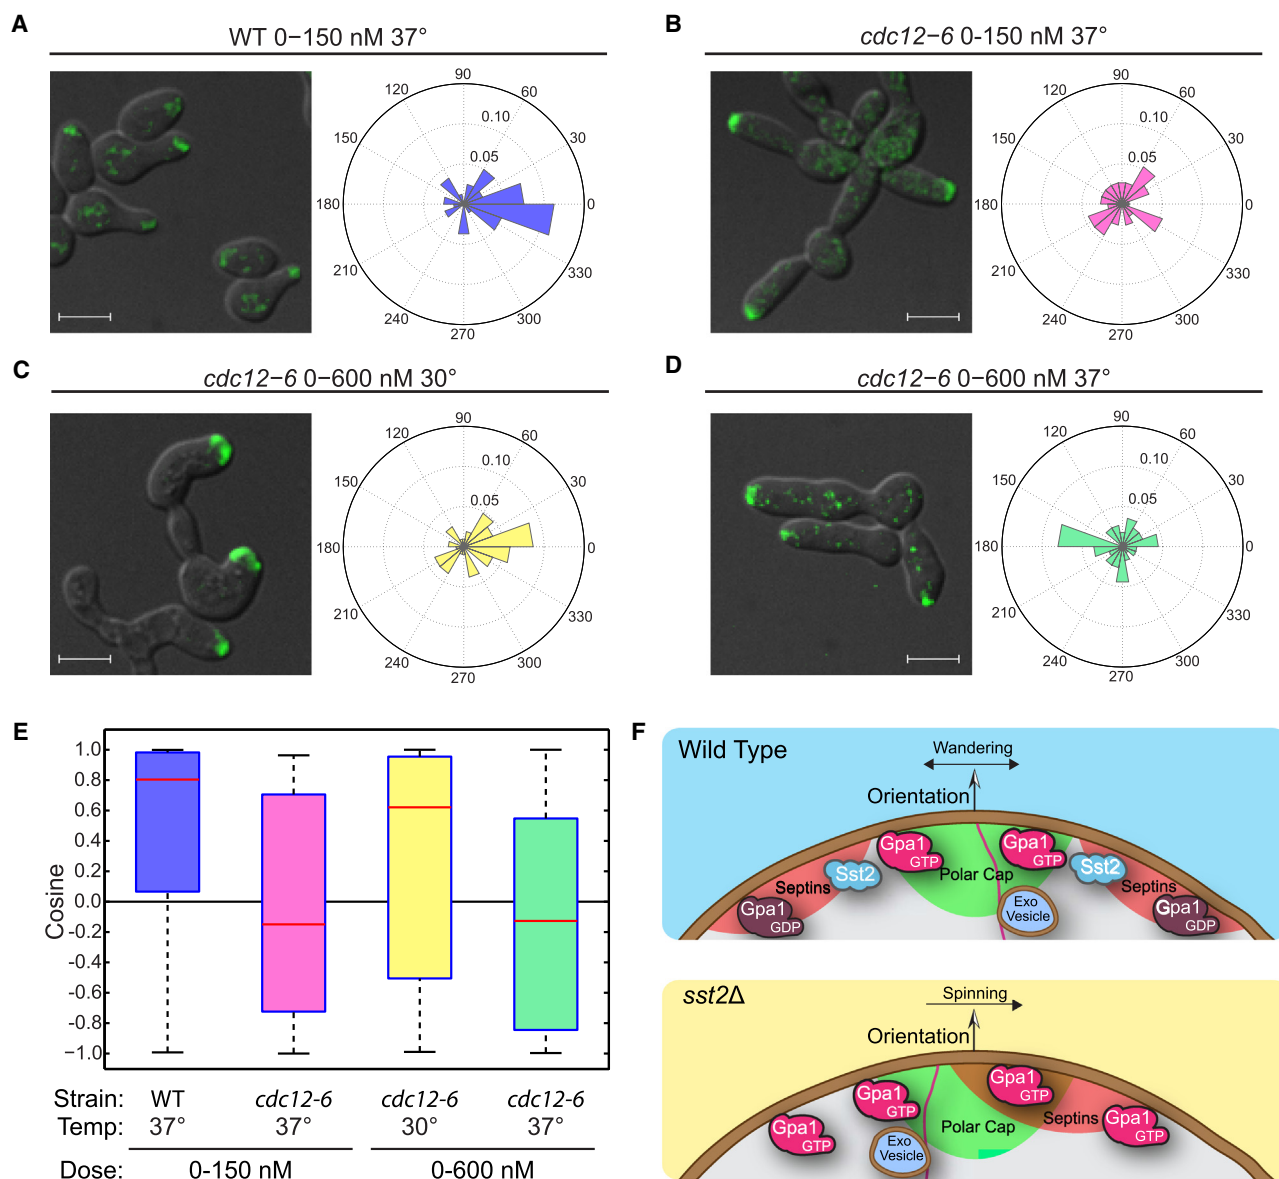 A
WT 0−150 nM 37°
90
120
60
0.10
150
30
0.05
180
0
210
330
240
300
270
B
cdc12−6 0-150 nM 37°
90
120
60
0.10
150
30
0.05
180
0
210
330
240
300
270
C
cdc12−6 0−600 nM 30°
90
120
60
0.10
150
30
0.05
180
0
210
330
240
300
270
D
cdc12−6 0−600 nM 37°
90
120
60
0.10
150
30
0.05
180
0
210
330
240
300
270
E
Cosine
1.0
0.8
0.6
0.4
0.2
0.0
-0.2
-0.4
-0.6
-0.8
−1.0
Strain: WT cdc12-6 cdc12-6 cdc12-6
Temp: 37° 37° 30° 37°
Dose: 0-150 nM 0-600 nM
F
Wild Type
Wandering
Orientation
Gpa1
GTP
Gpa1
GTP
Sst2
Sst2
Polar Cap
Septins
Septins
Gpa1
GDP
Exo
Vesicle
Gpa1
GDP
sst2Δ
Spinning
Orientation
Gpa1
GTP
Gpa1
GTP
Gpa1
GTP
Septins
Gpa1
GTP
Polar Cap
Exo
Vesicle